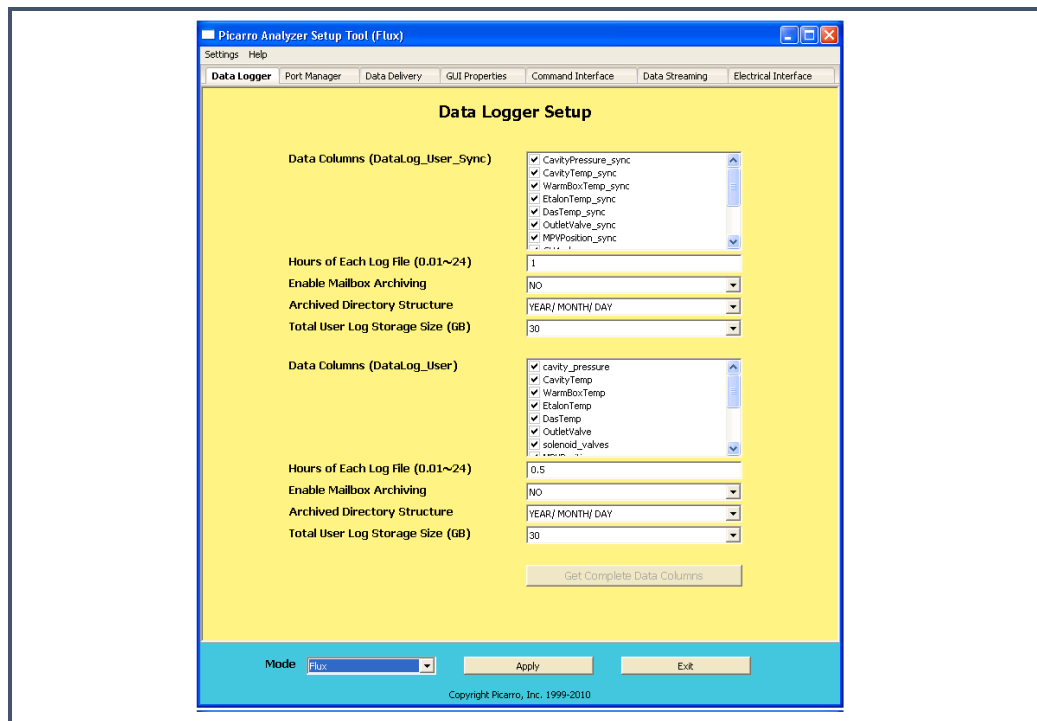 Picarro Analyzer Setup Tool (Flux)
Settings Help
Data Logger Port Manager Data Delivery GUI Properties Command Interface Data Streaming Electrical Interface
Data Logger Setup
Data Columns (DataLog_User_Sync)
CavityPressure_sync
CavityTemp_sync
WarmBoxTemp_sync
EtalonTemp_sync
DasTemp_sync
OutletValve_sync
MPVPosition_sync
Hours of Each Log File (0.01~24) 1
Enable Mailbox Archiving NO
Archived Directory Structure YEAR/ MONTH/ DAY
Total User Log Storage Size (GB) 30
Data Columns (DataLog_User)
cavity_pressure
CavityTemp
WarmBoxTemp
EtalonTemp
DasTemp
OutletValve
solenoid_valves
Hours of Each Log File (0.01~24) 0.5
Enable Mailbox Archiving NO
Archived Directory Structure YEAR/ MONTH/ DAY
Total User Log Storage Size (GB) 30
Get Complete Data Columns
Mode Flux Apply Exit
Copyright Picarro, Inc. 1999-2010